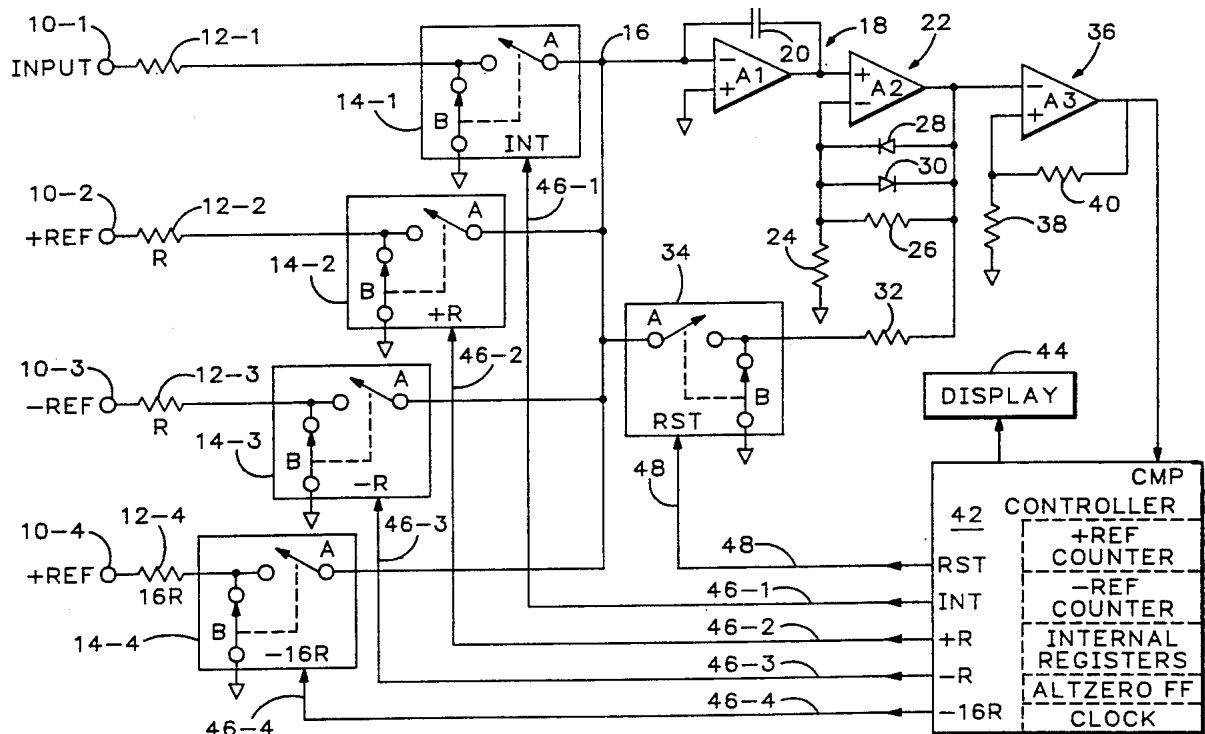 10-1
12-1
INPUT
14-1
A
B
INT
16
20
18
22
36
A1
- +
A2
+ -
A3
- +
28
30
26
24
32
38
40
46-1
10-2
12-2
+REF
R
14-2
A
B
+R
46-2
34
A
B
RST
48
10-3
12-3
-REF
R
14-3
A
B
-R
46-3
44
DISPLAY
10-4
12-4
+REF
16R
14-4
A
B
-16R
46-4
CMP
42 CONTROLLER
+REF
COUNTER
-REF
COUNTER
INTERNAL
REGISTERS
ALTZERO FF
CLOCK
48 RST
46-1 INT
46-2 +R
46-3 -R
46-4 -16R